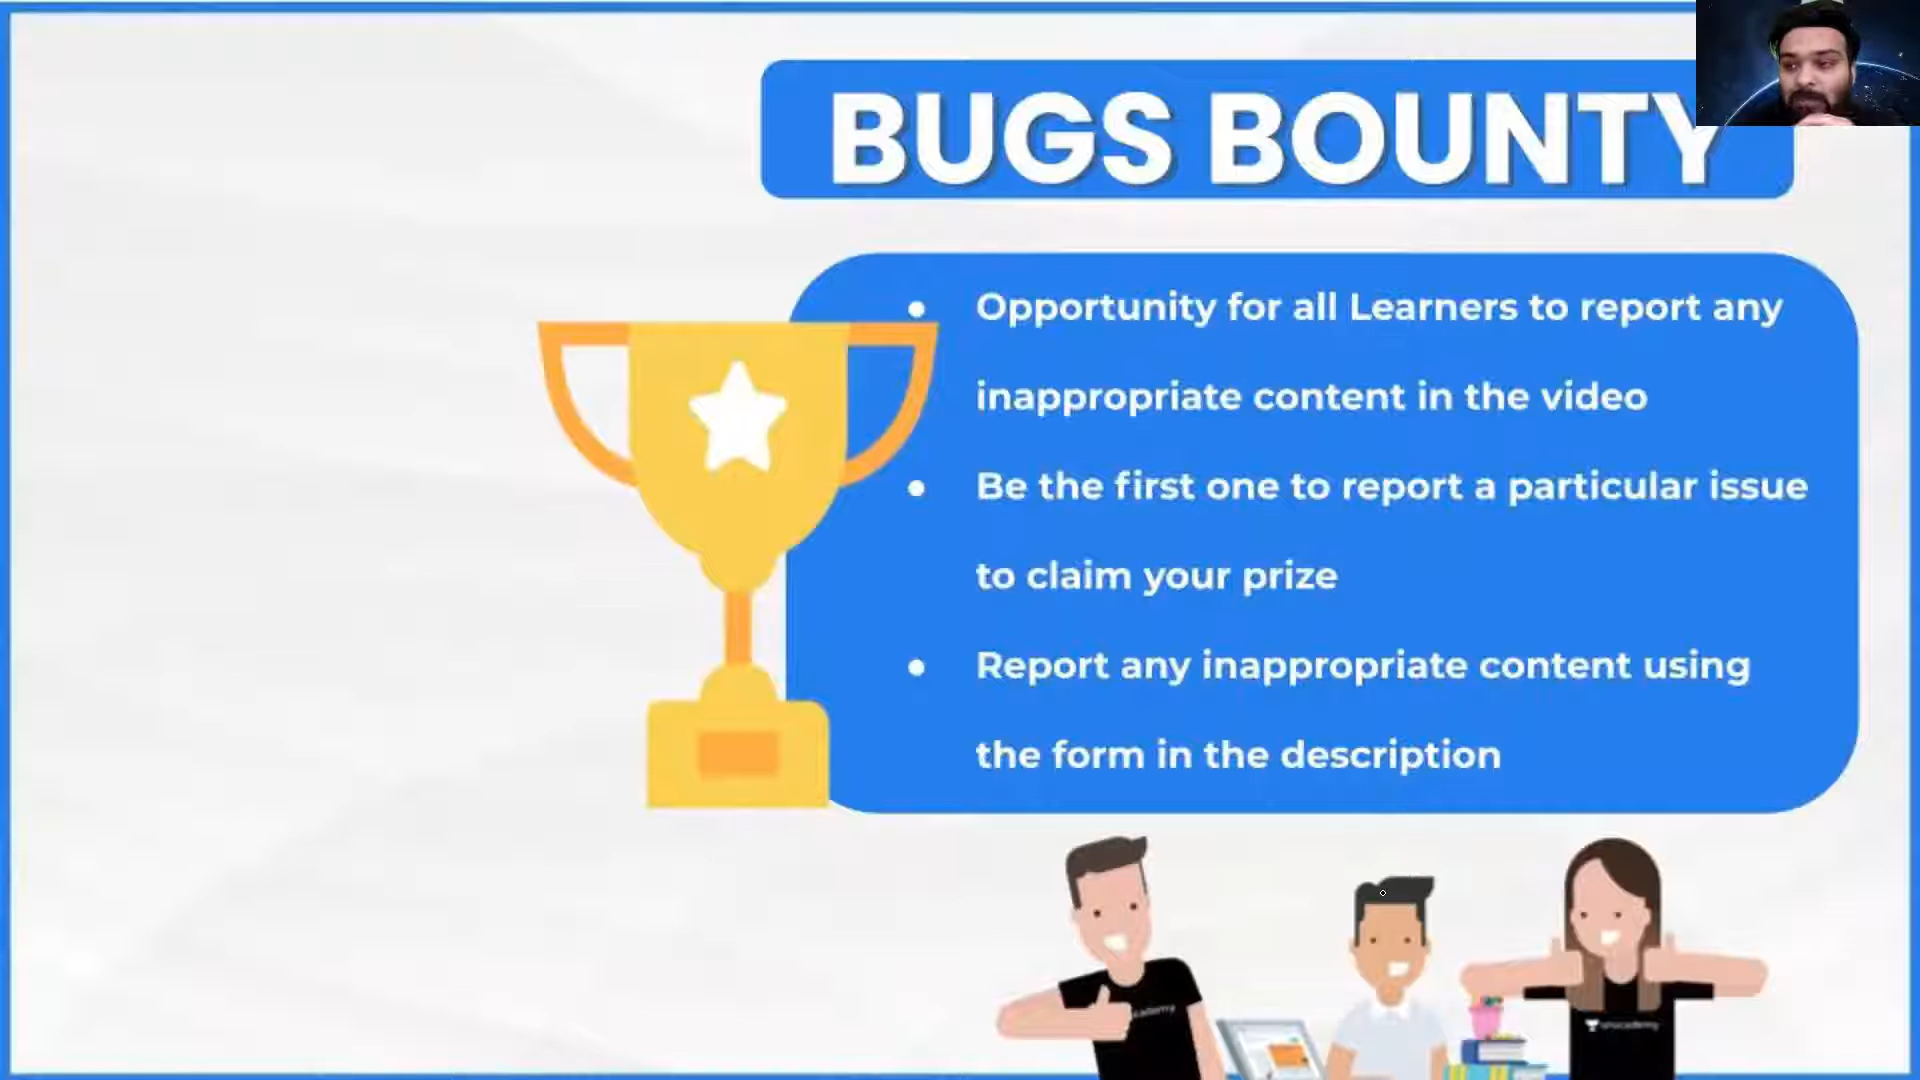 BUGS BOUNTY
• Opportunity for all Learners to report any
inappropriate content in the video
• Be the first one to report a particular issue
to claim your prize
• Report any inappropriate content using
the form in the description
unacademy